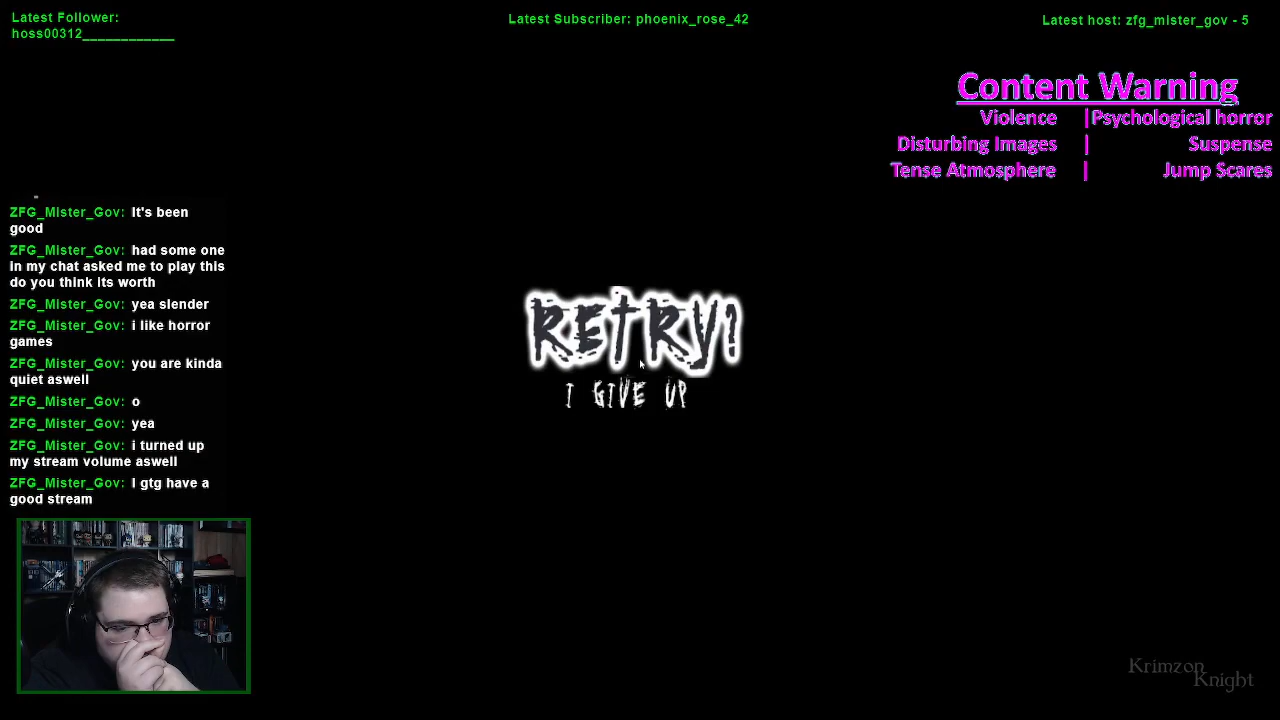 Latest Follower:
hoss00312____________
Latest Subscriber: phoenix_rose_42
Latest host: zfg_mister_gov - 5
Content Warning
Violence | Psychological horror
Disturbing Images | Suspense
Tense Atmosphere | Jump Scares
ZFG_Mister_Gov: It's been
good
ZFG_Mister_Gov: had some one
in my chat asked me to play this
do you think its worth
ZFG_Mister_Gov: yea slender
ZFG_Mister_Gov: i like horror
games
ZFG_Mister_Gov: you are kinda
quiet aswell
ZFG_Mister_Gov: o
ZFG_Mister_Gov: yea
ZFG_Mister_Gov: i turned up
my stream volume aswell
ZFG_Mister_Gov: I gtg have a
good stream
RETRY?
I GIVE UP
Krimzon
Knight